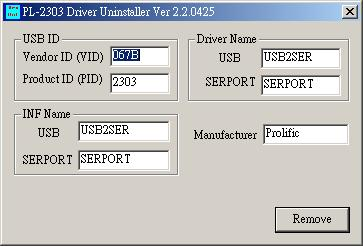 PL-2303 Driver Uninstaller Ver 2.2.0425
USB ID
Vendor ID (VID) 067B
Product ID (PID) 2303
Driver Name
USB USB2SER
SERPORT SERPORT
INF Name
USB USB2SER
SERPORT SERPORT
Manufacturer Prolific
Remove